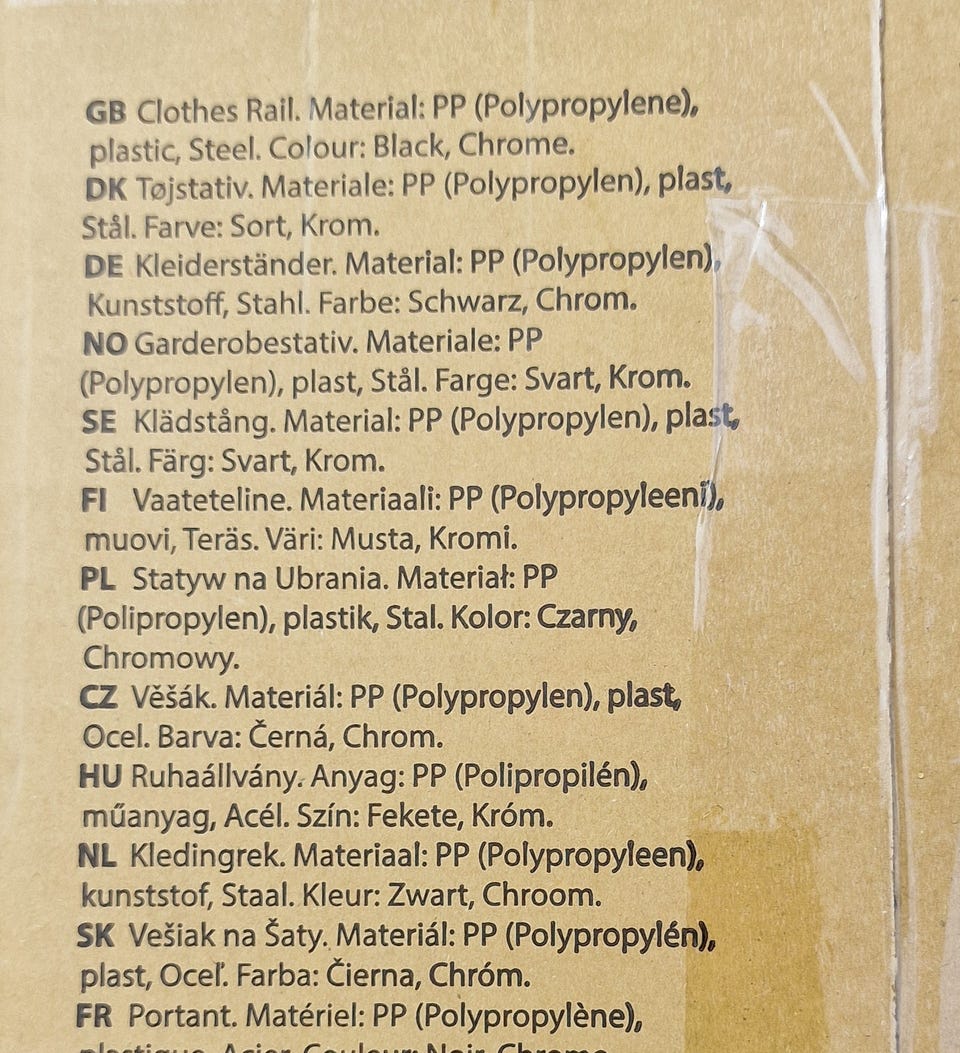 GB Clothes Rail. Material: PP (Polypropylene),
plastic, Steel. Colour: Black, Chrome.
DK Tøjstativ. Materiale: PP (Polypropylen), plast,
Stål. Farve: Sort, Krom.
DE Kleiderständer. Material: PP (Polypropylen),
Kunststoff, Stahl. Farbe: Schwarz, Chrom.
NO Garderobestativ. Materiale: PP
(Polypropylen), plast, Stål. Farge: Svart, Krom.
SE Klädstång. Material: PP (Polypropylen), plast,
Stål. Färg: Svart, Krom.
FI Vaateteline. Materiaali: PP (Polypropyleeni),
muovi, Teräs. Väri: Musta, Kromi.
PL Statyw na Ubrania. Materiał: PP
(Polipropylen), plastik, Stal. Kolor: Czarny,
Chromowy.
CZ Věšák. Materiál: PP (Polypropylen), plast,
Ocel. Barva: Černá, Chrom.
HU Ruhaállvány. Anyag: PP (Polipropilén),
műanyag, Acél. Szín: Fekete, Króm.
NL Kledingrek. Materiaal: PP (Polypropyleen),
kunststof, Staal. Kleur: Zwart, Chroom.
SK Vešiak na Šaty. Materiál: PP (Polypropylén),
plast, Oceľ. Farba: Čierna, Chróm.
FR Portant. Matériel: PP (Polypropylène),
plastique, Acier. Couleur: Noir, Chrome.